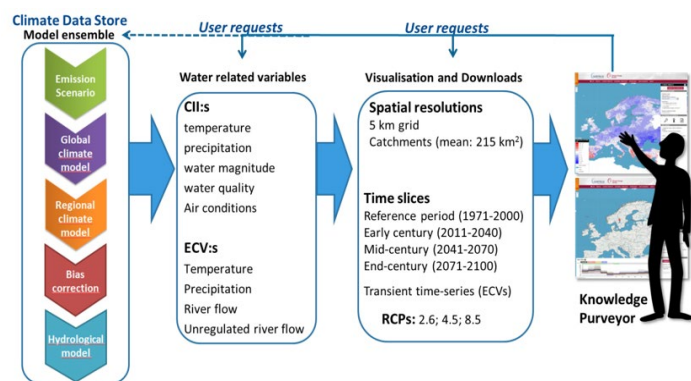 Climate Data Store
Model ensemble
User requests
User requests
Emission
Scenario
Global
climate
model
Regional
climate
model
Bias
correction
Hydrological
model
Water related variables
CII:s
temperature
precipitation
water magnitude
water quality
Air conditions
ECV:s
Temperature
Precipitation
River flow
Unregulated river flow
Visualisation and Downloads
Spatial resolutions
5 km grid
Catchments (mean: 215 km²)
Time slices
Reference period (1971-2000)
Early century (2011-2040)
Mid-century (2041-2070)
End-century (2071-2100)
Transient time-series (ECVs)
RCPs: 2.6; 4.5; 8.5
Knowledge
Purveyor